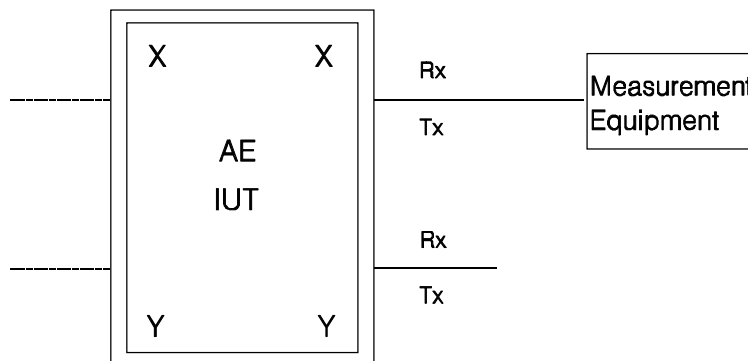 X X
Rx
Measurement
Equipment
Tx
AE
IUT
Rx
Tx
Y Y